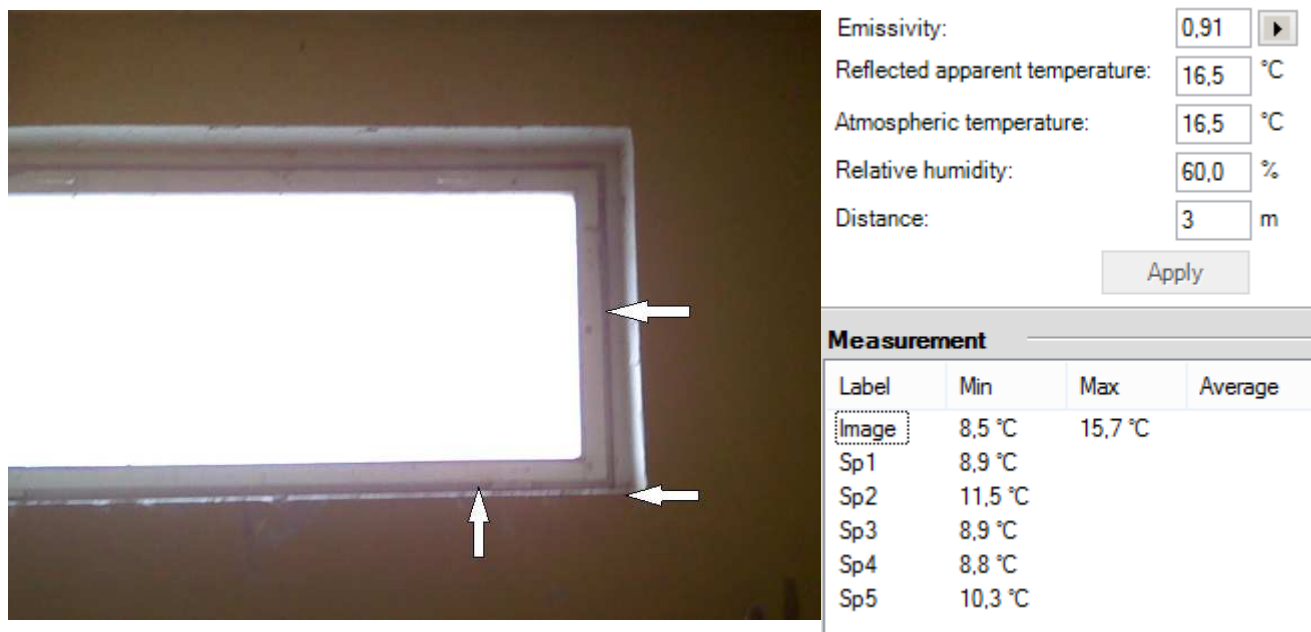 Emissivity: 0,91
Reflected apparent temperature: 16,5 °C
Atmospheric temperature: 16,5 °C
Relative humidity: 60,0 %
Distance: 3 m
Apply
Measurement
Label Min Max Average
Image 8,5 °C 15,7 °C
Sp1 8,9 °C
Sp2 11,5 °C
Sp3 8,9 °C
Sp4 8,8 °C
Sp5 10,3 °C